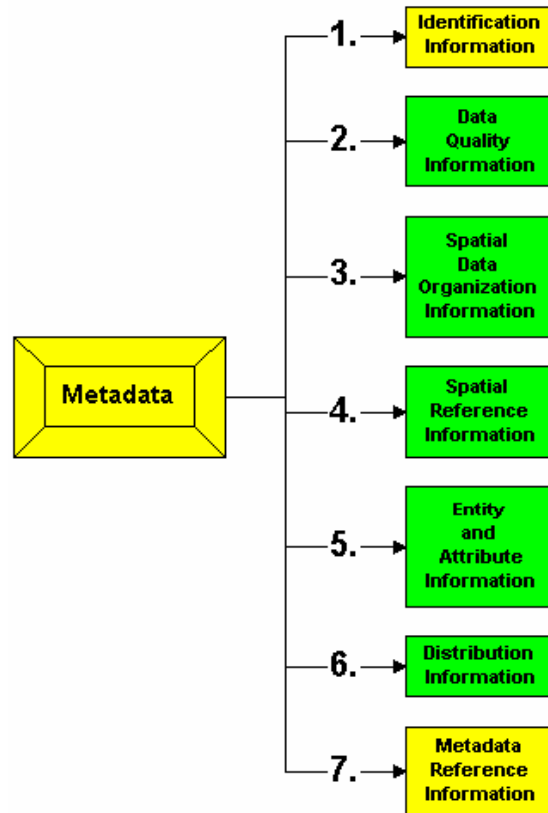 1.
Identification
Information
2.
Data
Quality
Information
3.
Spatial
Data
Organization
Information
Metadata
4.
Spatial
Reference
Information
5.
Entity
and
Attribute
Information
6.
Distribution
Information
7.
Metadata
Reference
Information